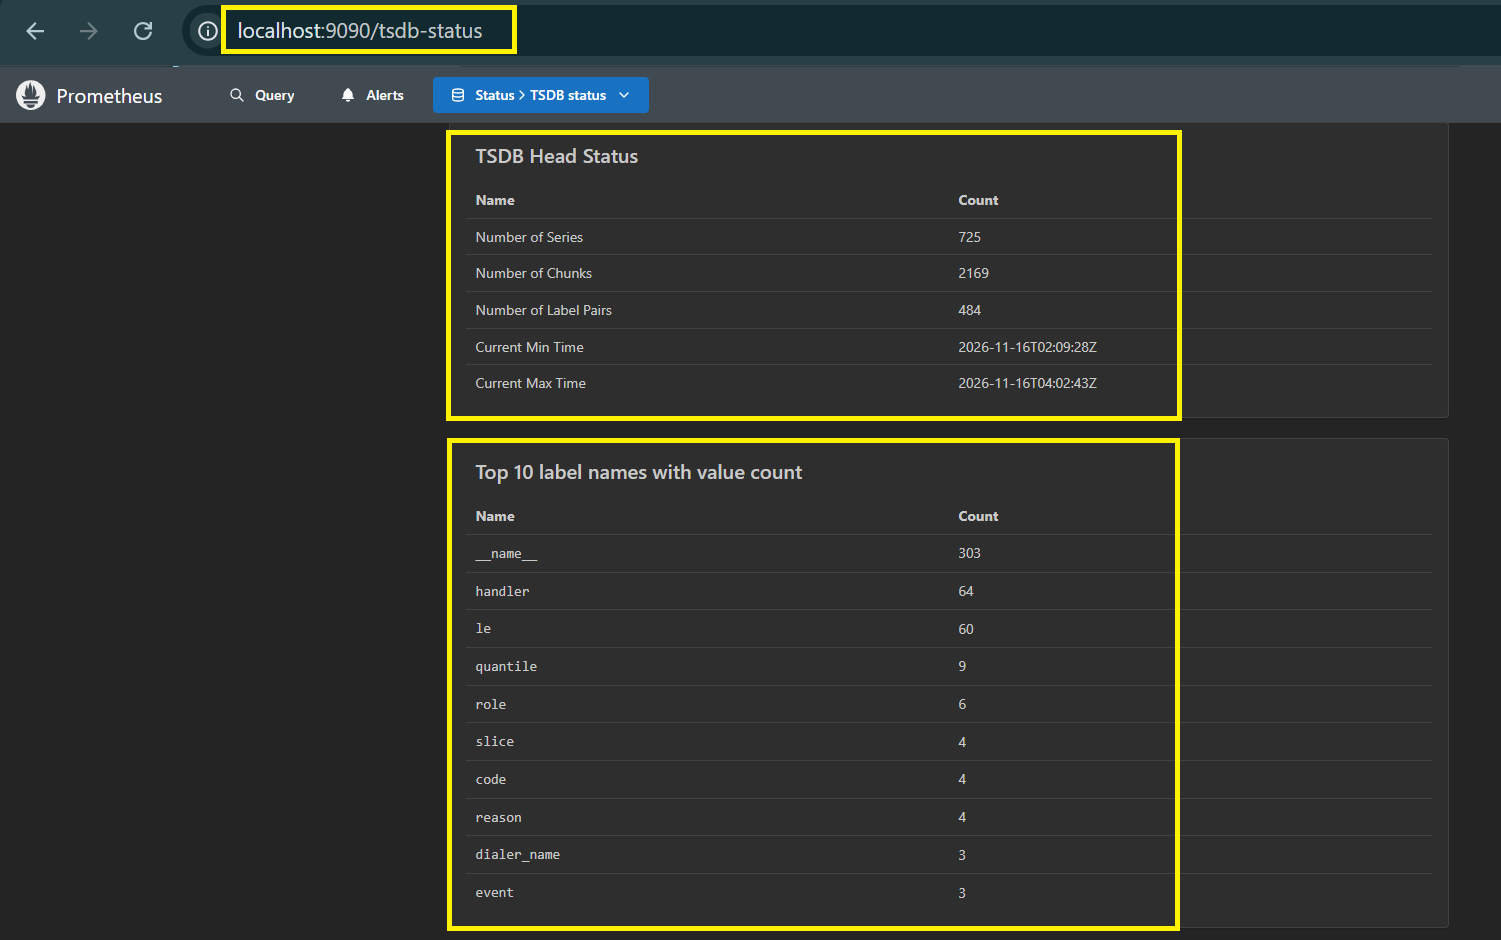 localhost:9090/tsdb-status
Prometheus Query Alerts Status > TSDB status
TSDB Head Status
Name Count
Number of Series 725
Number of Chunks 2169
Number of Label Pairs 484
Current Min Time 2026-11-16T02:09:28Z
Current Max Time 2026-11-16T04:02:43Z
Top 10 label names with value count
Name Count
__name__ 303
handler 64
le 60
quantile 9
role 6
slice 4
code 4
reason 4
dialer_name 3
event 3